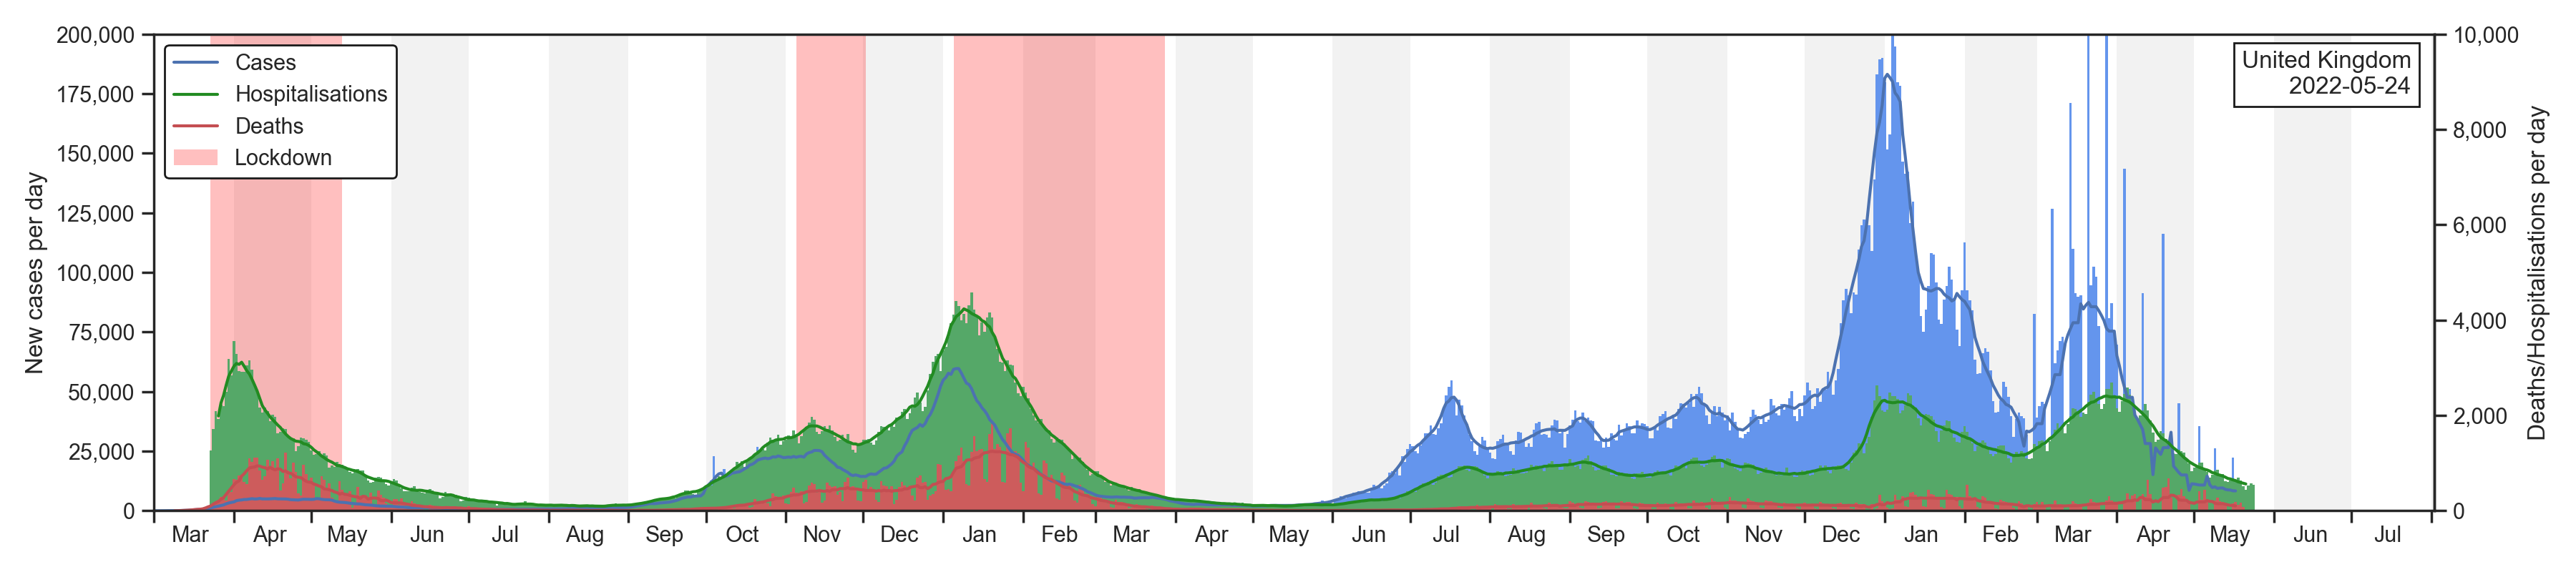 200,000
175,000
150,000
125,000
100,000
75,000
50,000
25,000
0
New cases per day
Cases
Hospitalisations
Deaths
Lockdown
United Kingdom
2022-05-24
10,000
8,000
6,000
4,000
2,000
0
Deaths/Hospitalisations per day
Mar Apr May Jun Jul Aug Sep Oct Nov Dec Jan Feb Mar Apr May Jun Jul Aug Sep Oct Nov Dec Jan Feb Mar Apr May Jun Jul